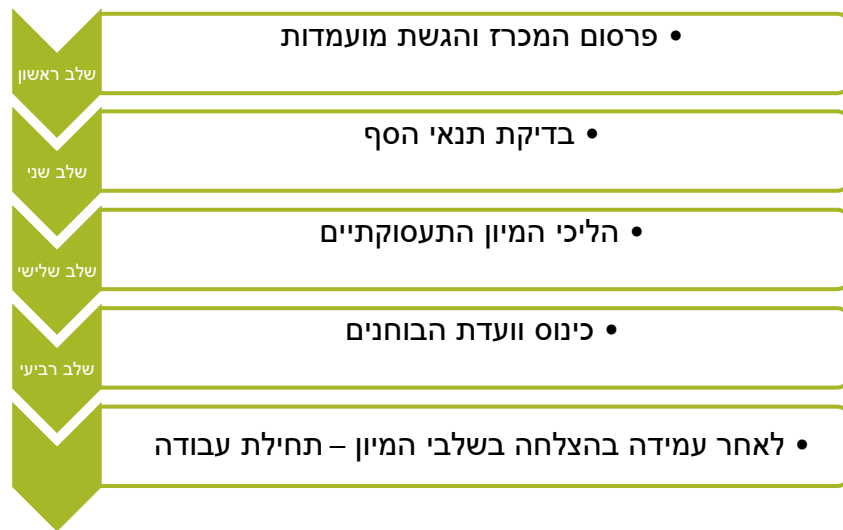 • פרסום המכרז והגשת מועמדות
שלב ראשון
• בדיקת תנאי הסף
שלב שני
• הליכי המיון התעסוקתיים
שלב שלישי
• כינוס וועדת הבוחנים
שלב רביעי
• לאחר עמידה בהצלחה בשלבי המיון – תחילת עבודה